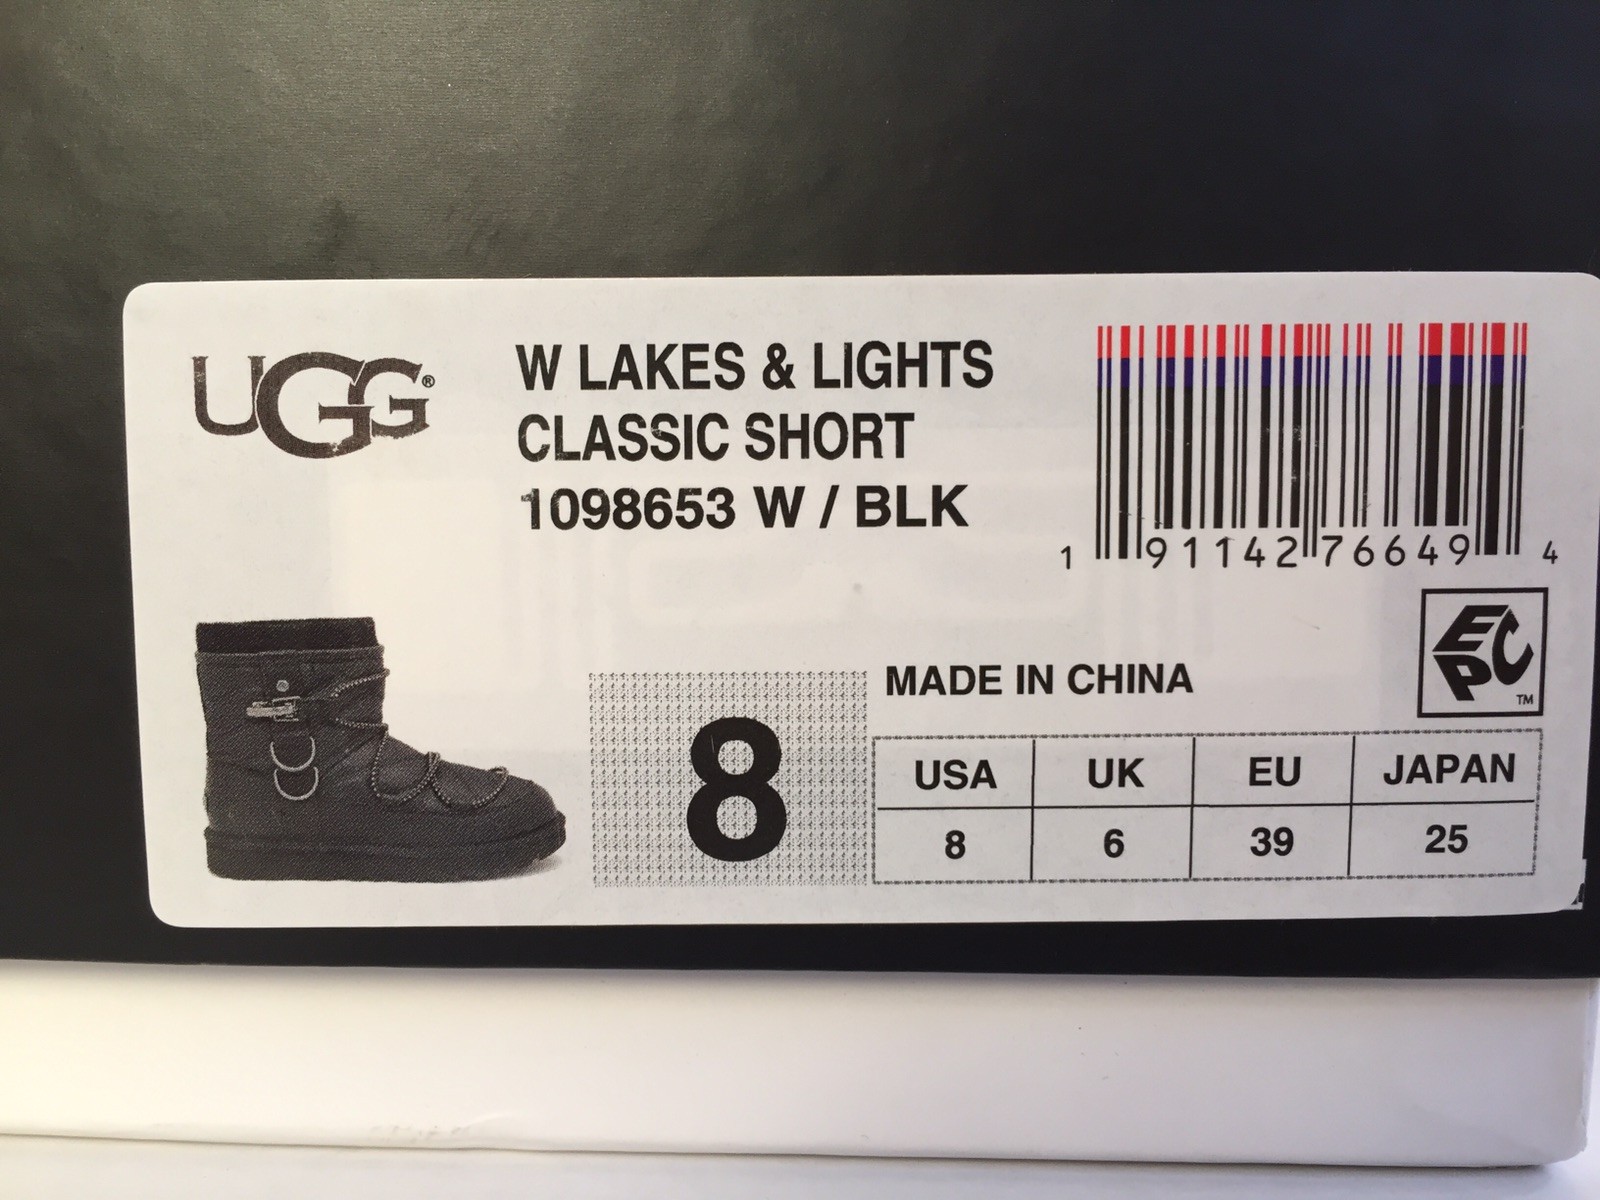 UGG®
W LAKES & LIGHTS
CLASSIC SHORT
1098653 W / BLK
1 91142 76649 4
EPC
TM
MADE IN CHINA
8
USA UK EU JAPAN
8 6 39 25